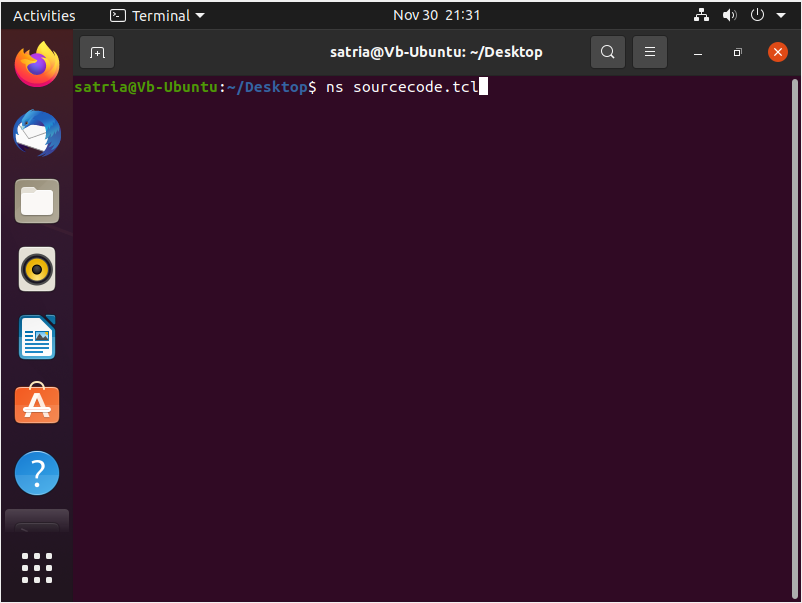 Activities Terminal Nov 30 21:31
satria@Vb-Ubuntu: ~/Desktop
satria@Vb-Ubuntu:~/Desktop$ ns sourcecode.tcl
?